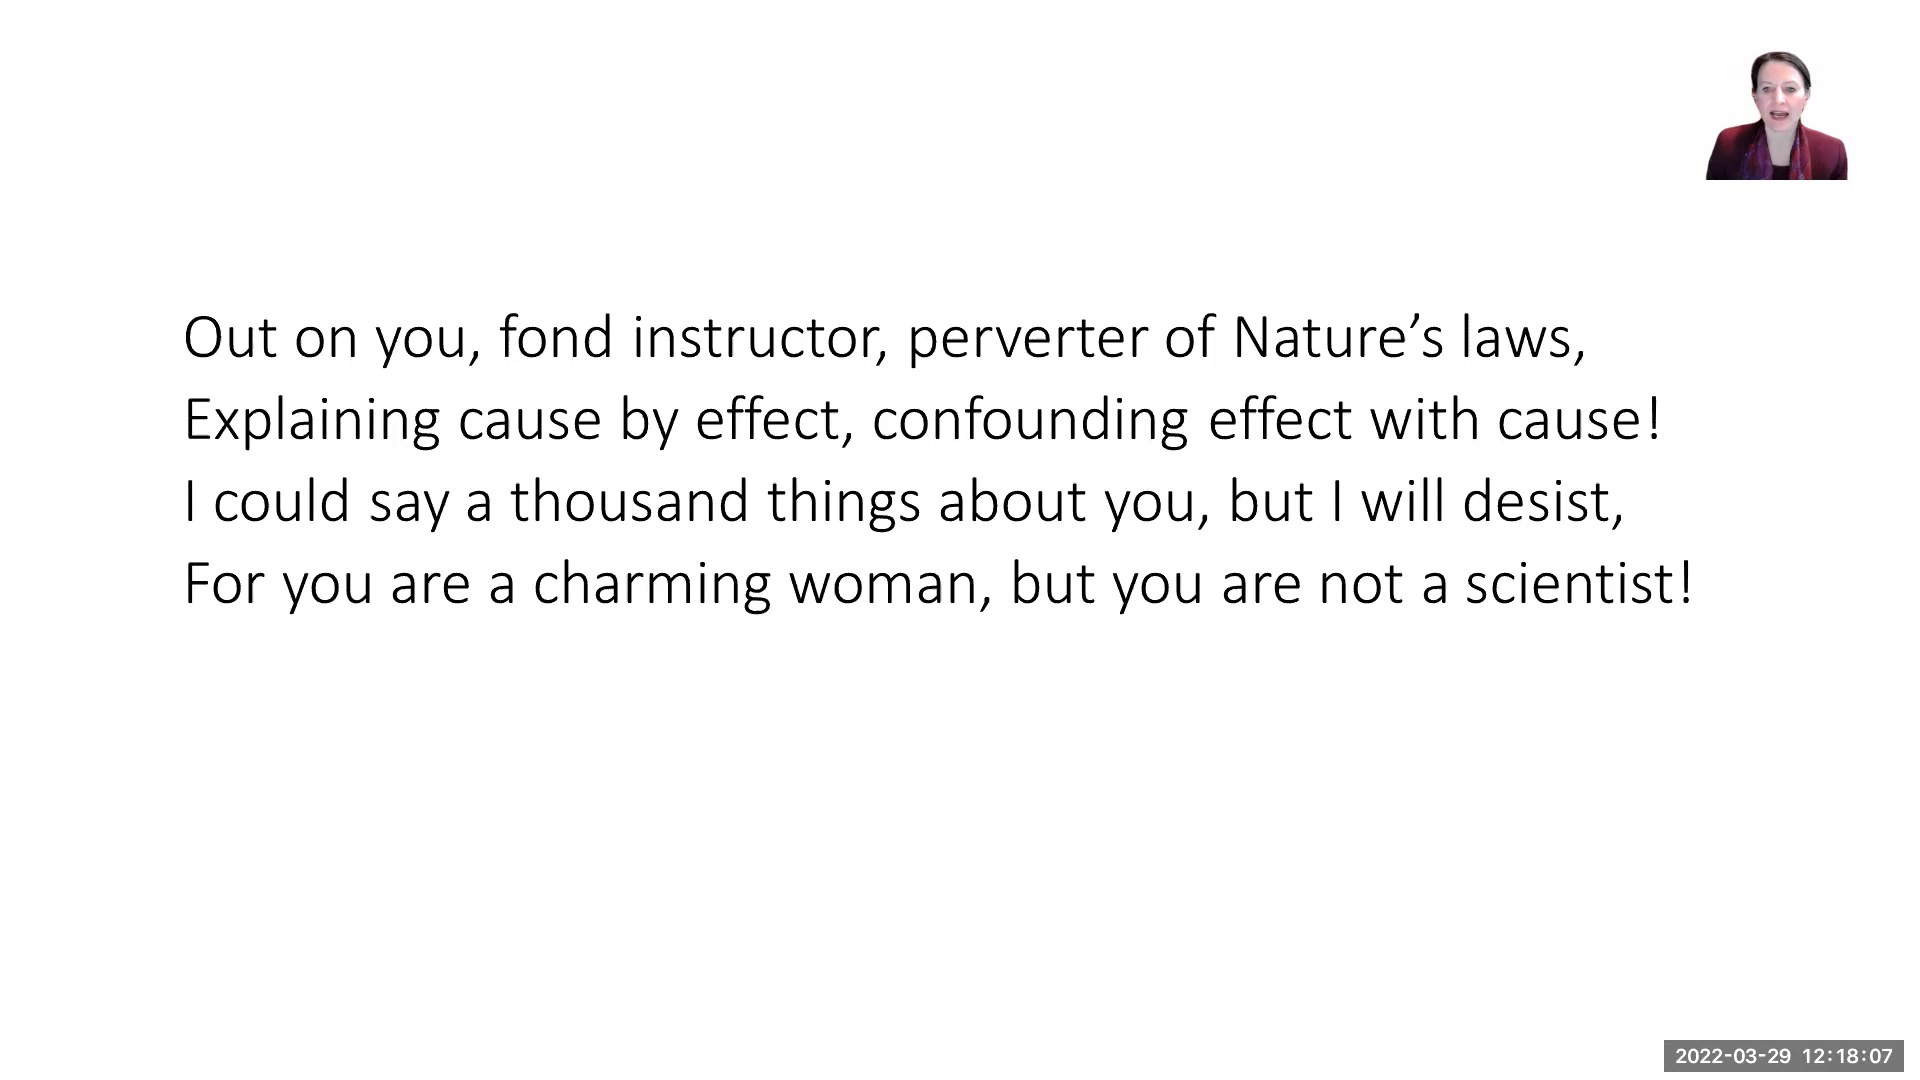 Out on you, fond instructor, perverter of Nature’s laws,
Explaining cause by effect, confounding effect with cause!
I could say a thousand things about you, but I will desist,
For you are a charming woman, but you are not a scientist!
2022-03-29 12:18:07